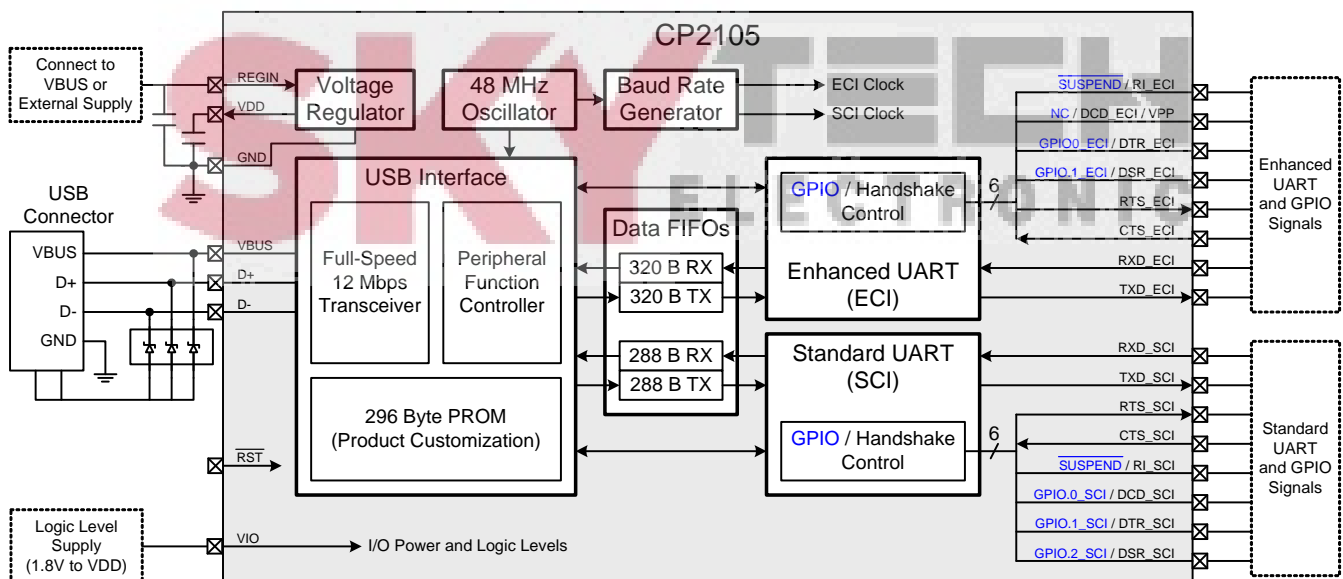 SKYTECH
ELECTRONIC
CP2105
Connect to
VBUS or
External Supply
REGIN
VDD
GND
Voltage
Regulator
48 MHz
Oscillator
Baud Rate
Generator
ECI Clock
SCI Clock
USB
Connector
VBUS
D+
D-
GND
VBUS
D+
D-
USB Interface
Full-Speed
12 Mbps
Transceiver
Peripheral
Function
Controller
296 Byte PROM
(Product Customization)
Data FIFOs
320 B RX
320 B TX
288 B RX
288 B TX
GPIO / Handshake
Control
6
Enhanced UART
(ECI)
Standard UART
(SCI)
GPIO / Handshake
Control
6
SUSPEND / RI_ECI
NC / DCD_ECI / VPP
GPIO0_ECI / DTR_ECI
GPIO.1_ECI / DSR_ECI
RTS_ECI
CTS_ECI
RXD_ECI
TXD_ECI
Enhanced
UART
and GPIO
Signals
RXD_SCI
TXD_SCI
RTS_SCI
CTS_SCI
SUSPEND / RI_SCI
GPIO.0_SCI / DCD_SCI
GPIO.1_SCI / DTR_SCI
GPIO.2_SCI / DSR_SCI
Standard
UART
and GPIO
Signals
RST
Logic Level
Supply
(1.8V to VDD)
VIO
I/O Power and Logic Levels